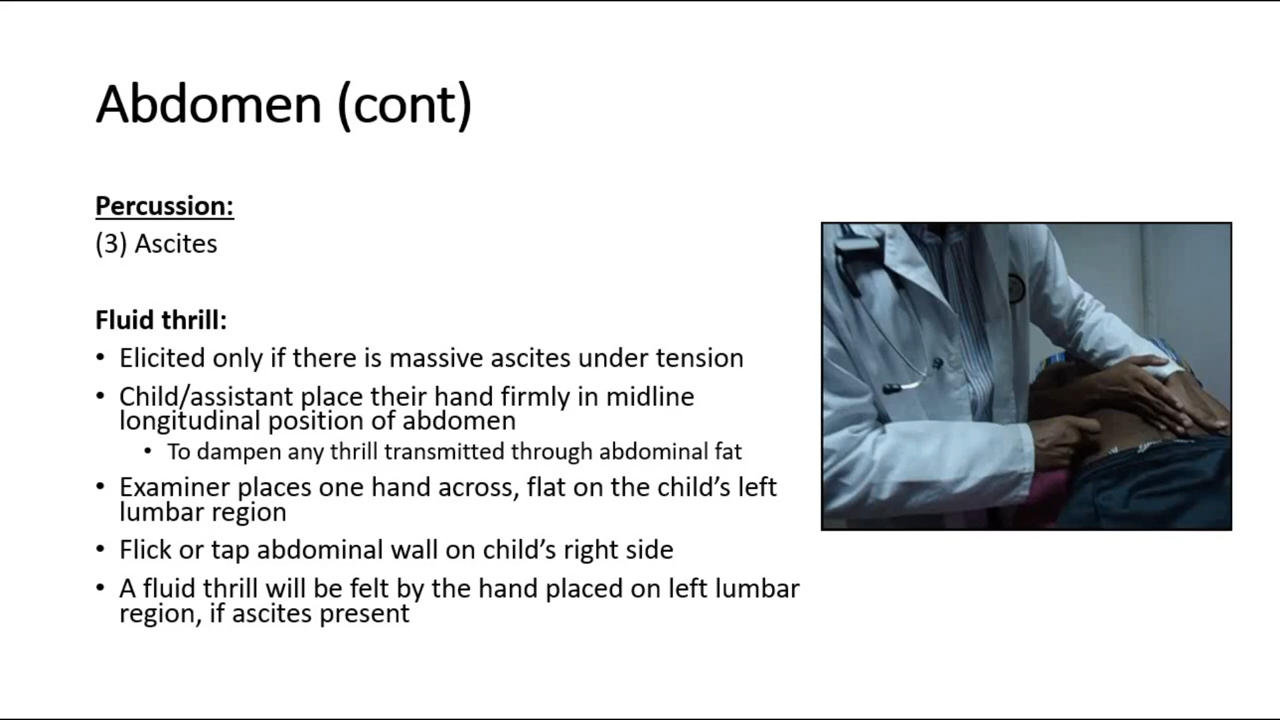 Abdomen (cont)
Percussion:
(3) Ascites
Fluid thrill:
• Elicited only if there is massive ascites under tension
• Child/assistant place their hand firmly in midline
longitudinal position of abdomen
• To dampen any thrill transmitted through abdominal fat
• Examiner places one hand across, flat on the child’s left
lumbar region
• Flick or tap abdominal wall on child’s right side
• A fluid thrill will be felt by the hand placed on left lumbar
region, if ascites present